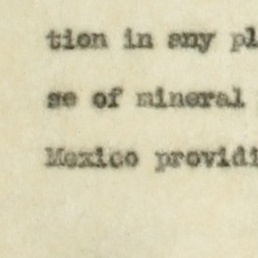 tion in any pl
se of mineral
Mexico providi